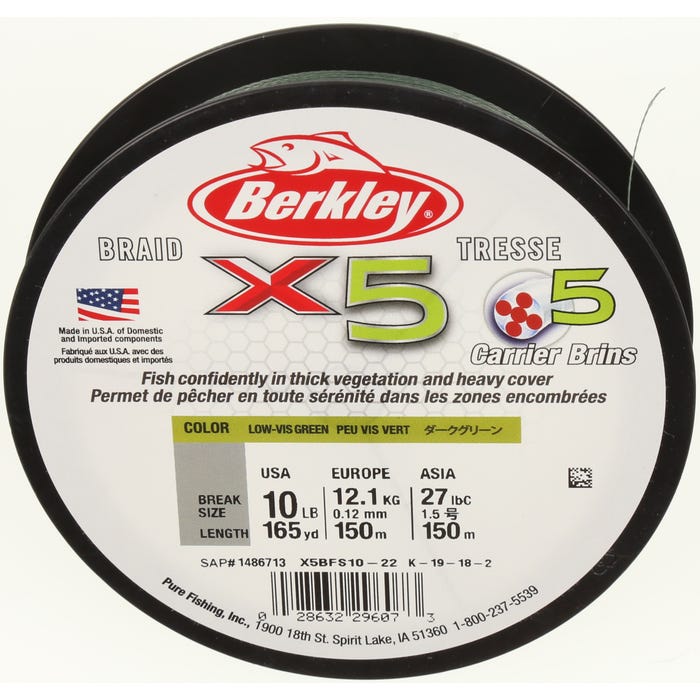 Berkley®
BRAID
TRESSE
X5
5
Carrier Brins
Made in U.S.A. of Domestic
and Imported components
Fabriqué aux U.S.A. avec des
produits domestiques et importés
Fish confidently in thick vegetation and heavy cover
Permet de pêcher en toute sérénité dans les zones encombrées
COLOR LOW-VIS GREEN PEU VIS VERT ダークグリーン
USA EUROPE ASIA
BREAK 10 LB 12.1 KG 27 lbC
SIZE 0.12 mm 1.5 号
LENGTH 165 yd 150 m 150 m
SAP# 1486713 X5BFS10-22 K-19-18-2
0 28632 29607 3
Pure Fishing, Inc., 1900 18th St. Spirit Lake, IA 51360 1-800-237-5539